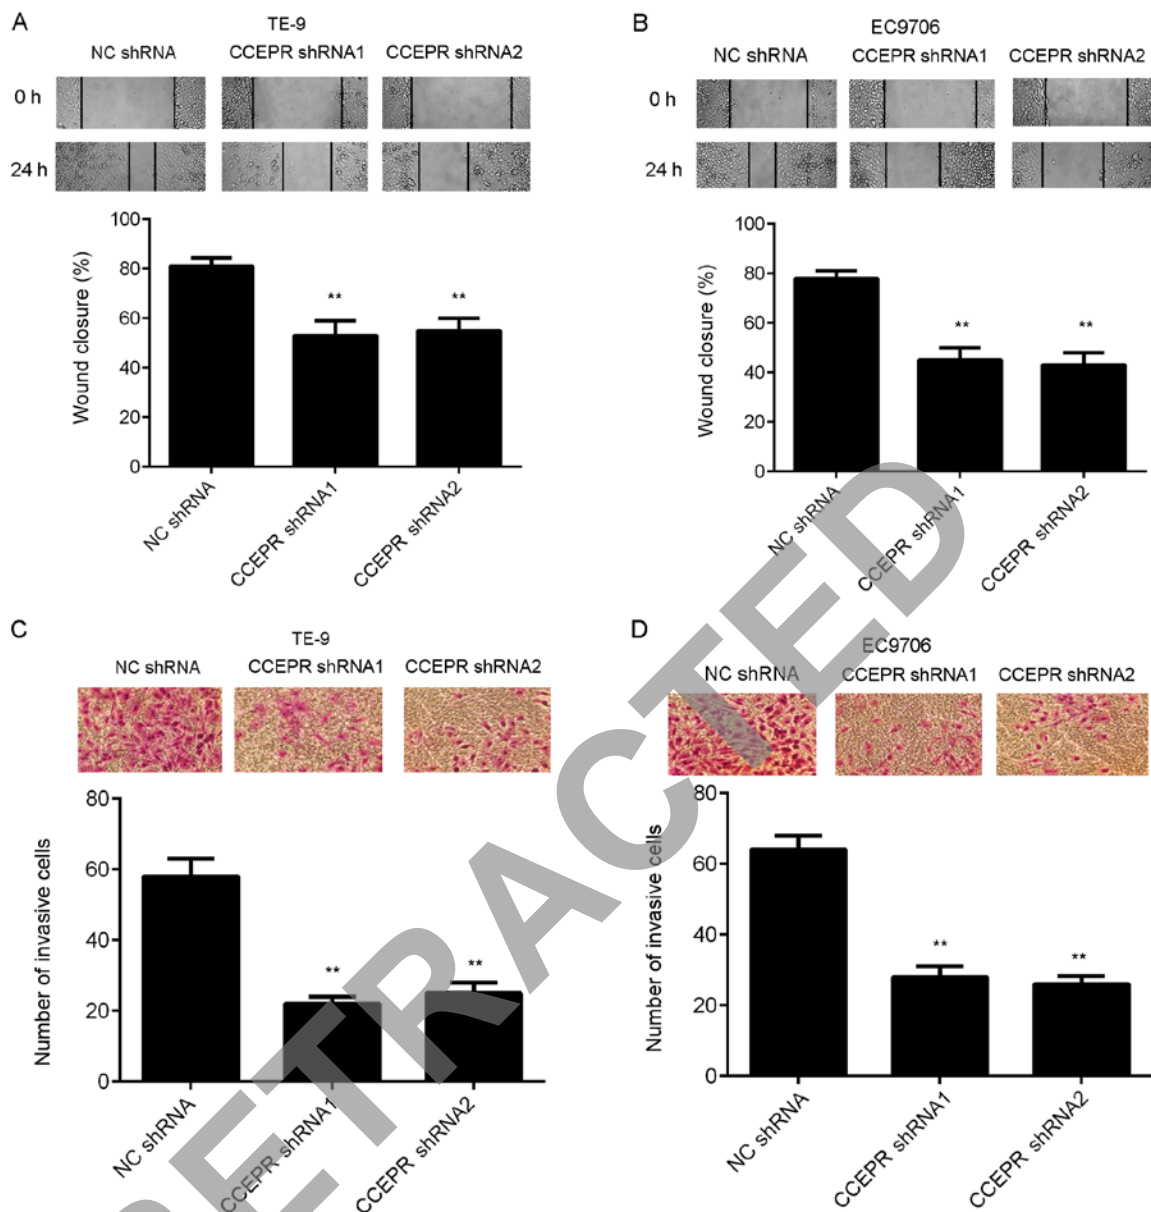 A
TE-9
NC shRNA CCEPR shRNA1 CCEPR shRNA2
0 h
24 h
Wound closure (%)
100
80
60
40
20
0
** **
NC shRNA
CCEPR shRNA1
CCEPR shRNA2
B
EC9706
NC shRNA CCEPR shRNA1 CCEPR shRNA2
0 h
24 h
Wound closure (%)
100
80
60
40
20
0
** **
NC shRNA
CCEPR shRNA1
CCEPR shRNA2
C
TE-9
NC shRNA CCEPR shRNA1 CCEPR shRNA2
Number of invasive cells
80
60
40
20
0
** **
NC shRNA
CCEPR shRNA1
CCEPR shRNA2
D
EC9706
NC shRNA CCEPR shRNA1 CCEPR shRNA2
Number of invasive cells
80
60
40
20
0
** **
NC shRNA
CCEPR shRNA1
CCEPR shRNA2
RETRACTED